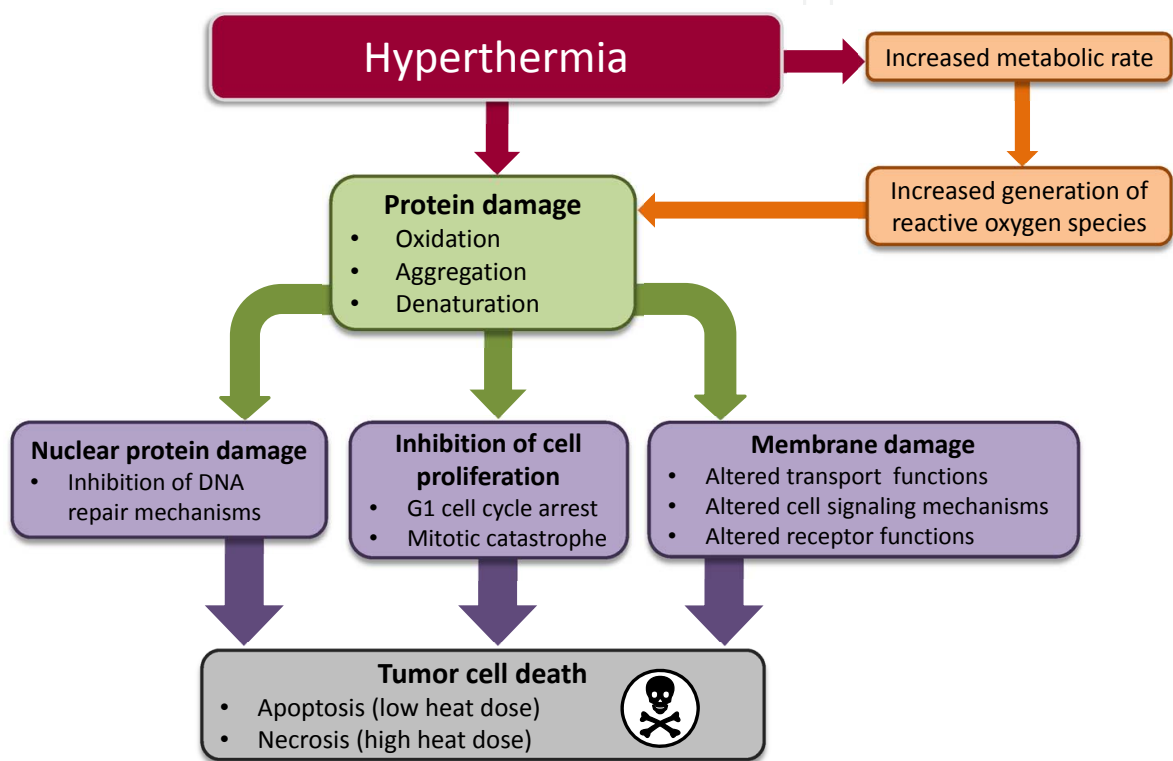 Hyperthermia
Increased metabolic rate
Increased generation of
reactive oxygen species
Protein damage
• Oxidation
• Aggregation
• Denaturation
Nuclear protein damage
• Inhibition of DNA
repair mechanisms
Inhibition of cell
proliferation
• G1 cell cycle arrest
• Mitotic catastrophe
Membrane damage
• Altered transport functions
• Altered cell signaling mechanisms
• Altered receptor functions
Tumor cell death
• Apoptosis (low heat dose)
• Necrosis (high heat dose)